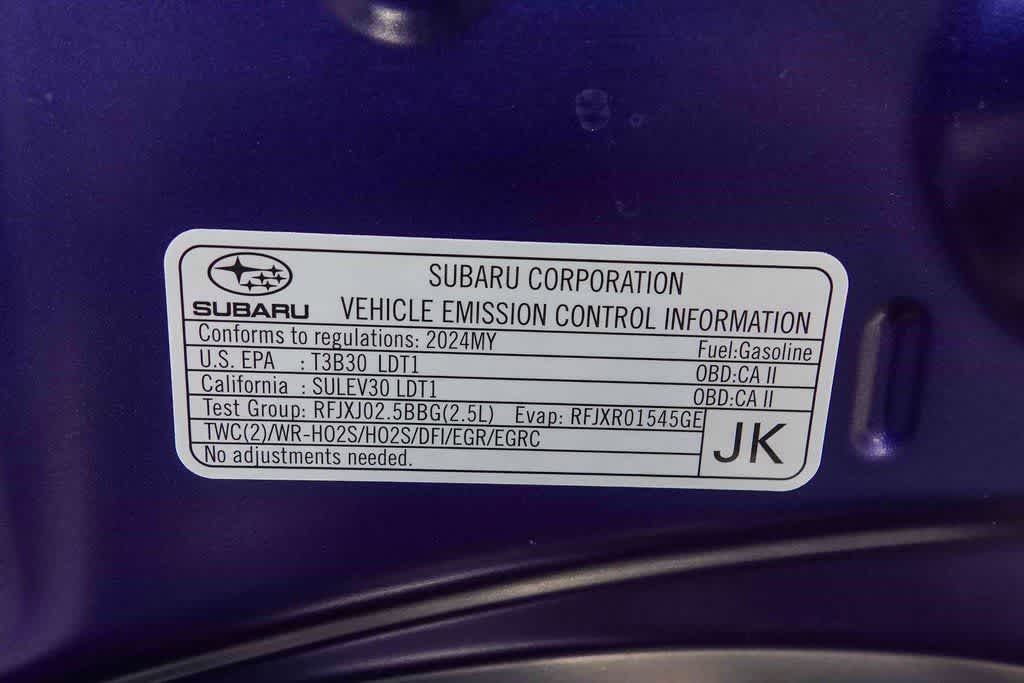 SUBARU
SUBARU CORPORATION
VEHICLE EMISSION CONTROL INFORMATION
Conforms to regulations: 2024MY Fuel:Gasoline
U.S. EPA : T3B30 LDT1 OBD:CA II
California : SULEV30 LDT1 OBD:CA II
Test Group: RFJXJ02.5BBG(2.5L) Evap: RFJXR01545GE
TWC(2)/WR-HO2S/HO2S/DFI/EGR/EGRC
No adjustments needed.
JK